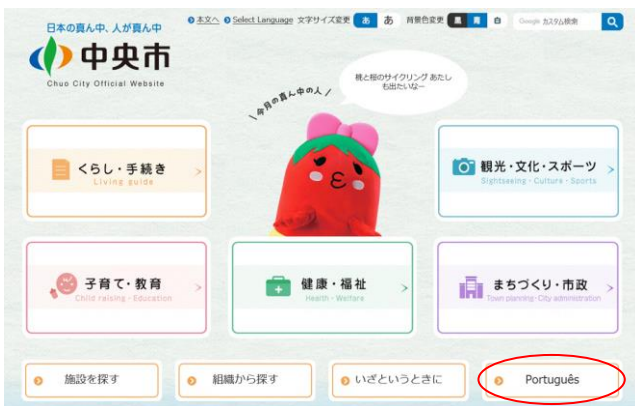 日本の真ん中、人が真ん中
本文へ Select Language 文字サイズ変更 あ あ 背景色変更 黒 青 白 Google カスタム検索
中央市
Chuo City Official Website
\ 今月の真ん中の人 /
桃と桜のサイクリング あたし
も出たいなー
くらし・手続き
Living guide
観光・文化・スポーツ
Sightseeing・Culture・Sports
子育て・教育
Child raising・Education
健康・福祉
Health・Welfare
まちづくり・市政
Town planning・City administration
施設を探す
組織から探す
いざというときに
Português